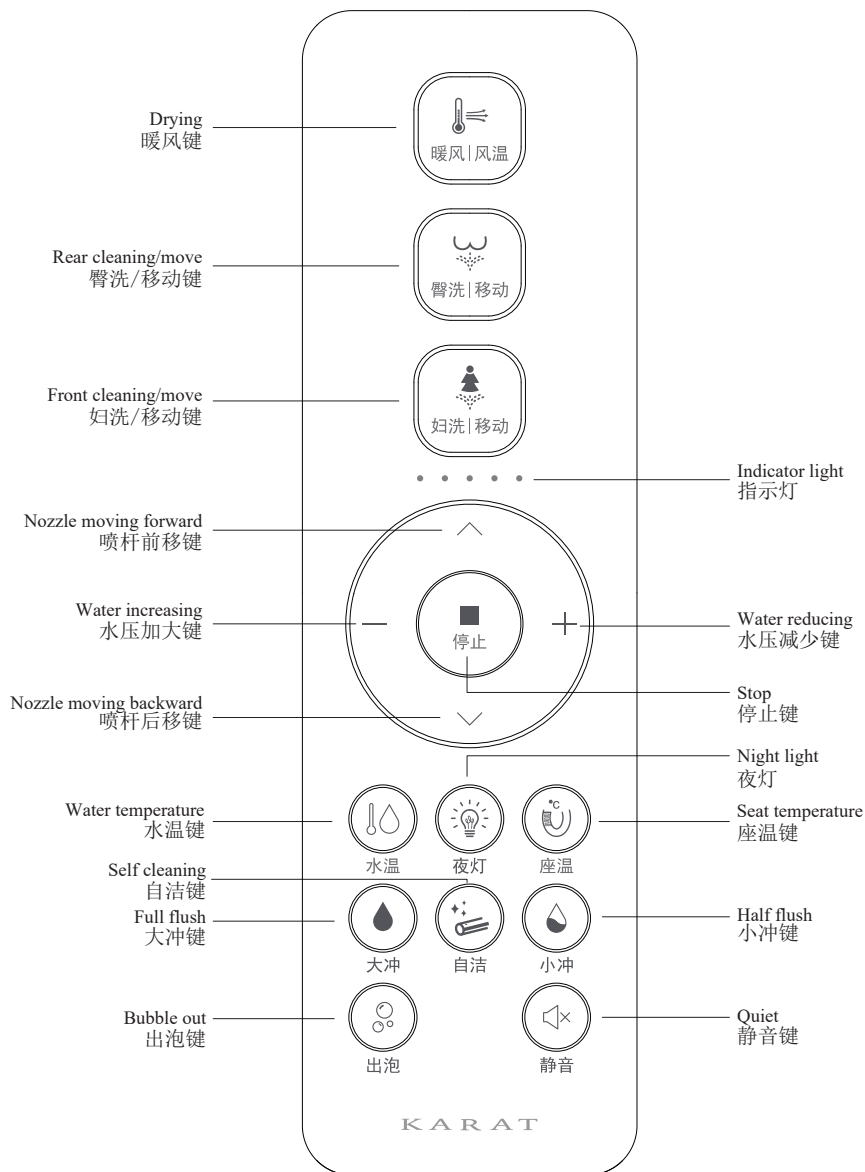 Drying
暖风键
暖风|风温
Rear cleaning/move
臀洗/移动键
臀洗|移动
Front cleaning/move
妇洗/移动键
妇洗|移动
Indicator light
指示灯
Nozzle moving forward
喷杆前移键
Water increasing
水压加大键
停止
Water reducing
水压减少键
Nozzle moving backward
喷杆后移键
Stop
停止键
Night light
夜灯
Water temperature
水温键
°C
Seat temperature
座温键
水温 夜灯 座温
Self cleaning
自洁键
Full flush
大冲键
Half flush
小冲键
大冲 自洁 小冲
Bubble out
出泡键
Quiet
静音键
出泡 静音
KARAT